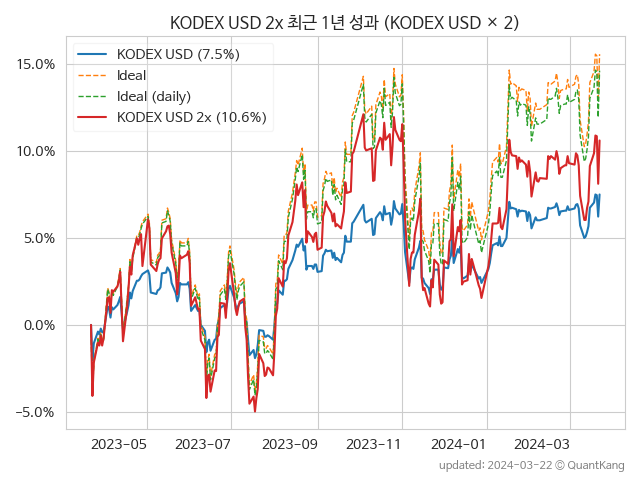 KODEX USD 2x 최근 1년 성과 (KODEX USD × 2)
KODEX USD (7.5%)
Ideal
Ideal (daily)
KODEX USD 2x (10.6%)
15.0%
10.0%
5.0%
0.0%
−5.0%
2023-05 2023-07 2023-09 2023-11 2024-01 2024-03
updated: 2024-03-22 © QuantKang